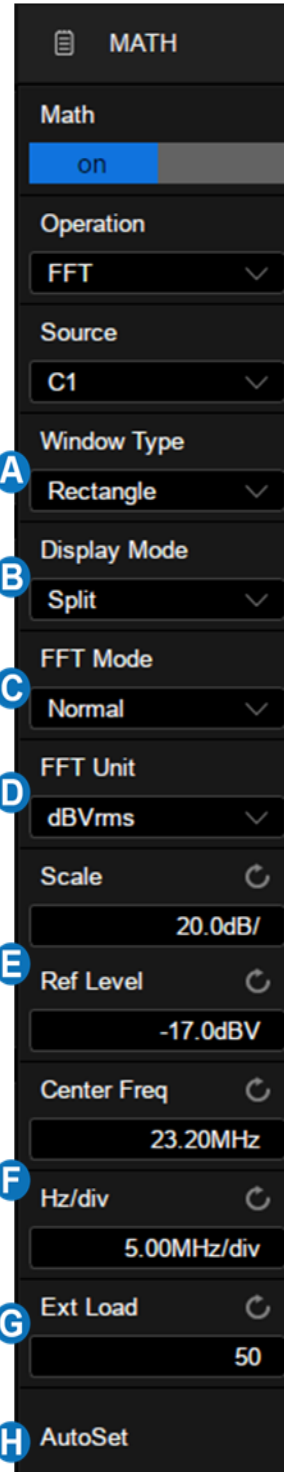 MATH
Math
on
Operation
FFT
Source
C1
Window Type
A
Rectangle
Display Mode
B
Split
FFT Mode
C
Normal
FFT Unit
D
dBVrms
Scale
20.0dB/
E
Ref Level
-17.0dBV
Center Freq
23.20MHz
F
Hz/div
5.00MHz/div
Ext Load
G
50
H
AutoSet